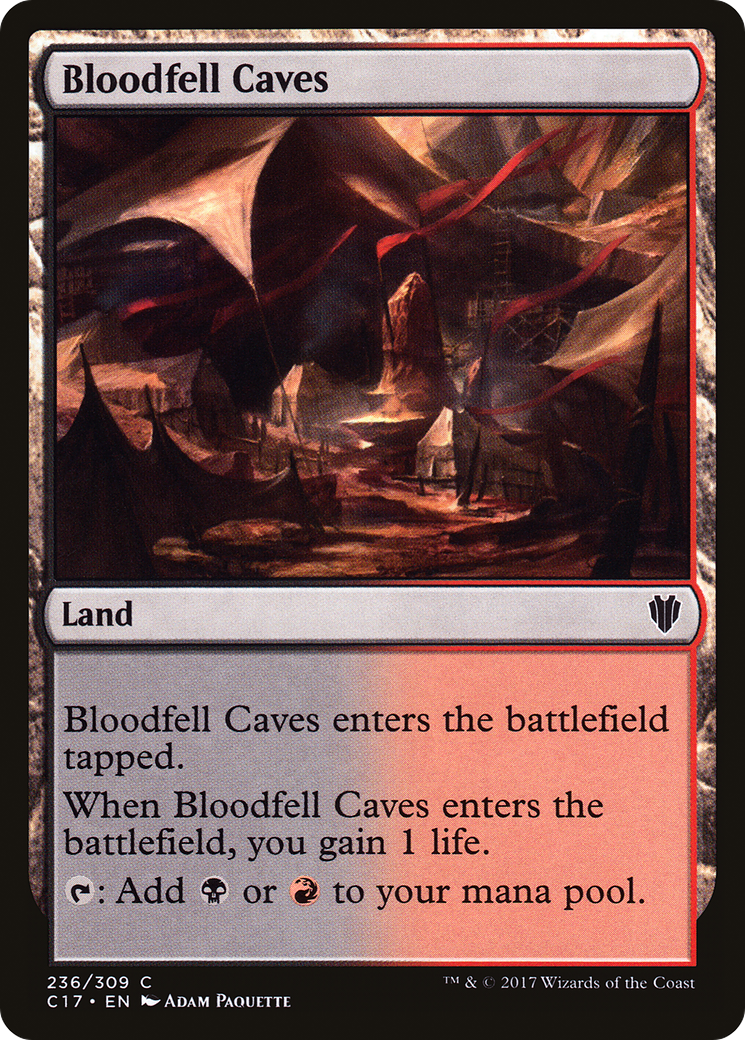 Bloodfell Caves
Land
Bloodfell Caves enters the battlefield
tapped.
When Bloodfell Caves enters the
battlefield, you gain 1 life.
: Add or to your mana pool.
236/309 C
C17 • EN ADAM PAQUETTE
™ & © 2017 Wizards of the Coast